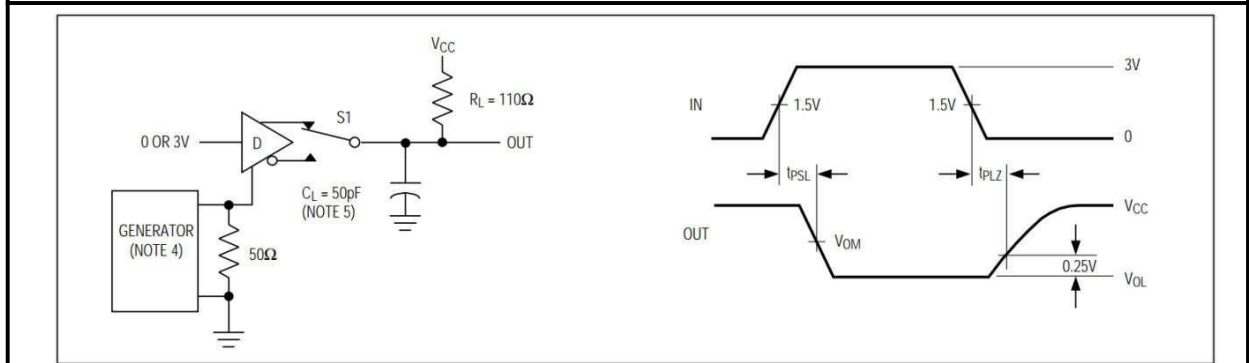 VCC
RL = 110Ω
S1
0 OR 3V
D
OUT
CL = 50pF
(NOTE 5)
GENERATOR
(NOTE 4)
50Ω
3V
IN
1.5V
1.5V
0
tPSL
tPLZ
VCC
OUT
VOM
0.25V
VOL